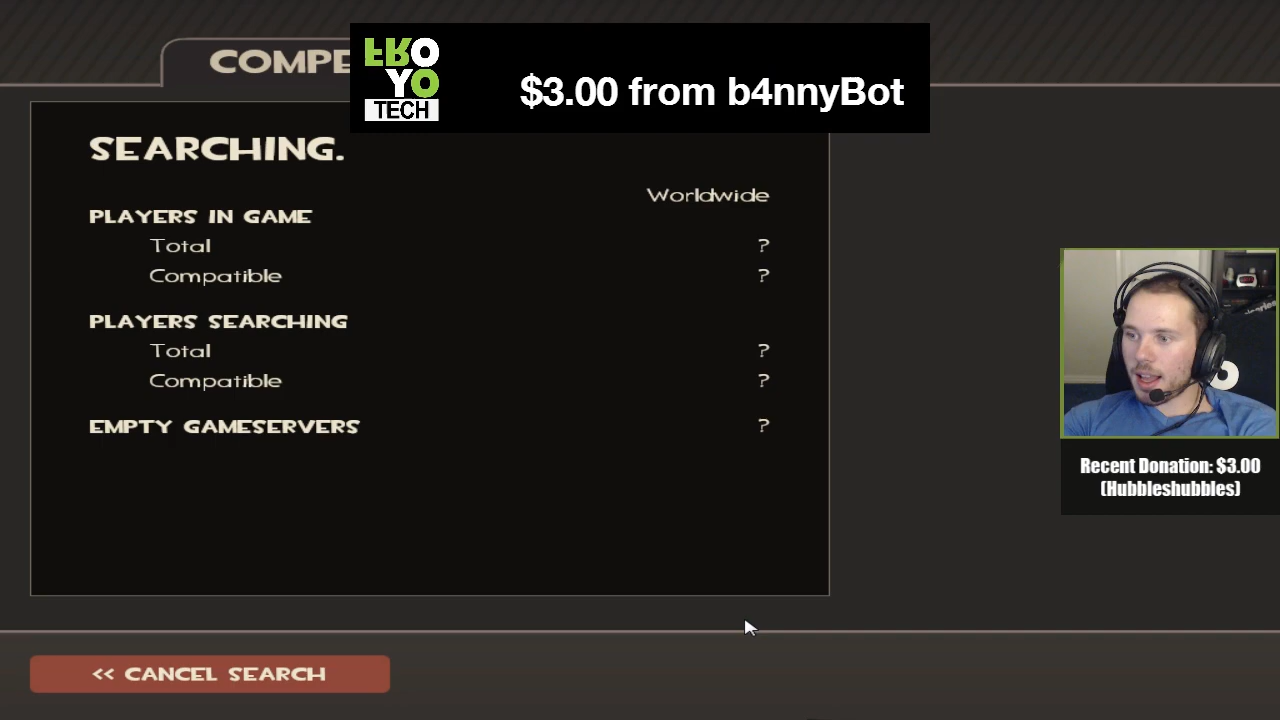 COMPE
FROYO
TECH
$3.00 from b4nnyBot
SEARCHING.
Worldwide
PLAYERS IN GAME
Total ?
Compatible ?
PLAYERS SEARCHING
Total ?
Compatible ?
EMPTY GAMESERVERS ?
Recent Donation: $3.00
(Hubbleshubbles)
<< CANCEL SEARCH